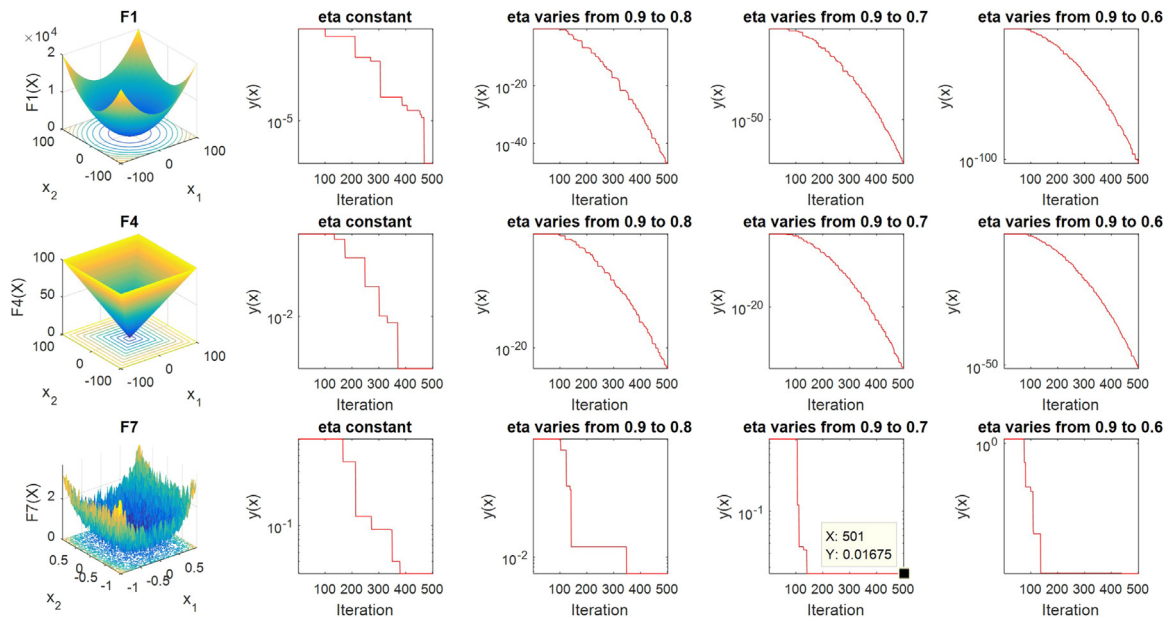 F1
×10⁴
F1(X)
2
1
0
100
0
-100
x₂
-100
0
100
x₁
eta constant
y(x)
10⁻⁵
100 200 300 400 500
Iteration
eta varies from 0.9 to 0.8
y(x)
10⁻²⁰
10⁻⁴⁰
100 200 300 400 500
Iteration
eta varies from 0.9 to 0.7
y(x)
10⁻⁵⁰
100 200 300 400 500
Iteration
eta varies from 0.9 to 0.6
y(x)
10⁻¹⁰⁰
100 200 300 400 500
Iteration
F4
F4(X)
100
50
0
100
0
-100
x₂
-100
0
100
x₁
eta constant
y(x)
10⁻²
100 200 300 400 500
Iteration
eta varies from 0.9 to 0.8
y(x)
10⁻²⁰
100 200 300 400 500
Iteration
eta varies from 0.9 to 0.7
y(x)
10⁻²⁰
100 200 300 400 500
Iteration
eta varies from 0.9 to 0.6
y(x)
10⁻⁵⁰
100 200 300 400 500
Iteration
F7
F7(X)
2
0
0.5
0
-0.5
-1
x₂
-1
-0.5
0
0.5
x₁
eta constant
y(x)
10⁻¹
100 200 300 400 500
Iteration
eta varies from 0.9 to 0.8
y(x)
10⁻²
100 200 300 400 500
Iteration
eta varies from 0.9 to 0.7
y(x)
10⁻¹
X: 501
Y: 0.01675
100 200 300 400 500
Iteration
eta varies from 0.9 to 0.6
y(x)
10⁰
100 200 300 400 500
Iteration